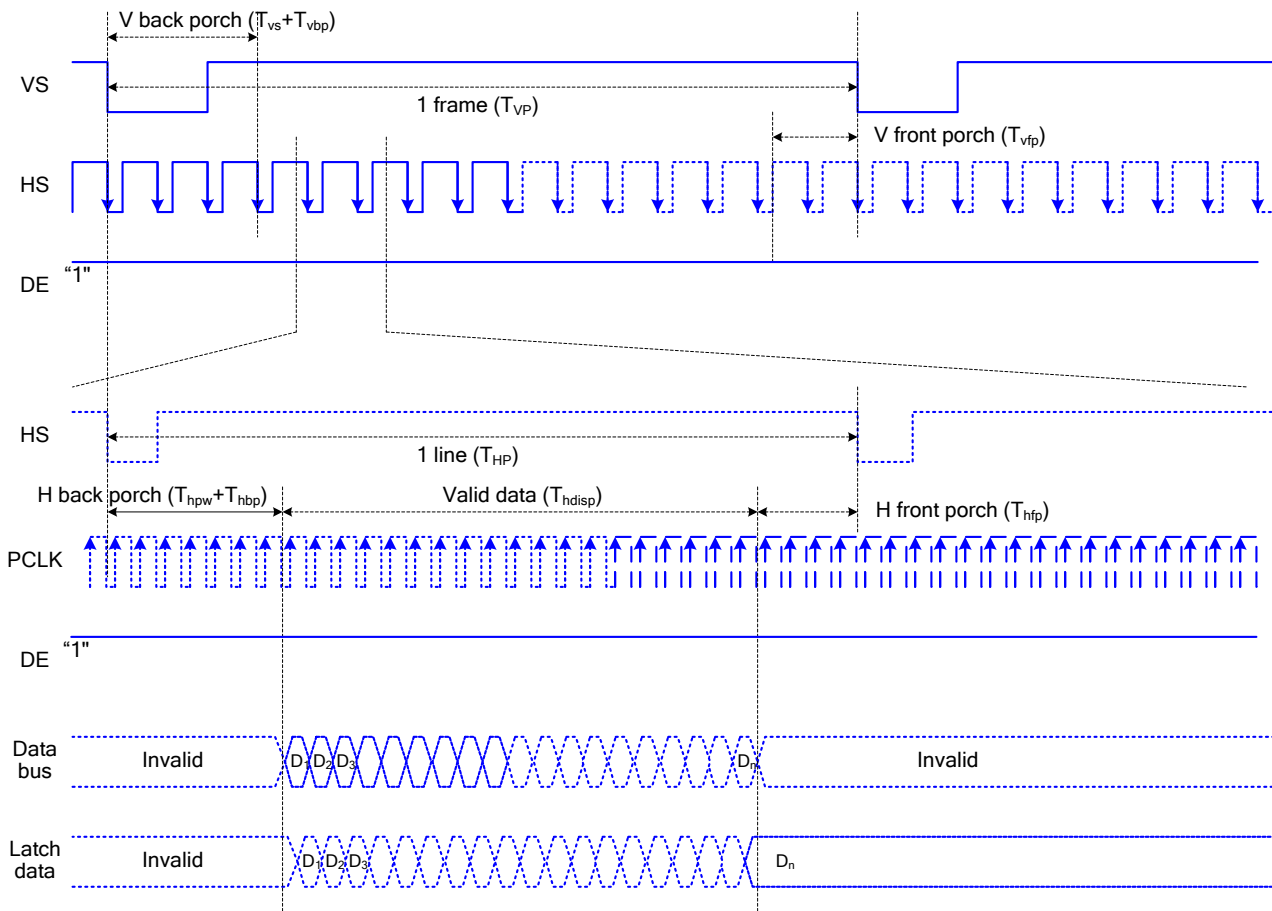 V back porch (Tvs+Tvbp)
VS
1 frame (TVP)
V front porch (Tvfp)
HS
“1"
DE
HS
1 line (THP)
H back porch (Thpw+Thbp)
Valid data (Thdisp)
H front porch (Thfp)
PCLK
“1"
DE
Data
bus
Invalid
D1 D2 D3
Dn
Invalid
Latch
data
Invalid
D1 D2 D3
Dn